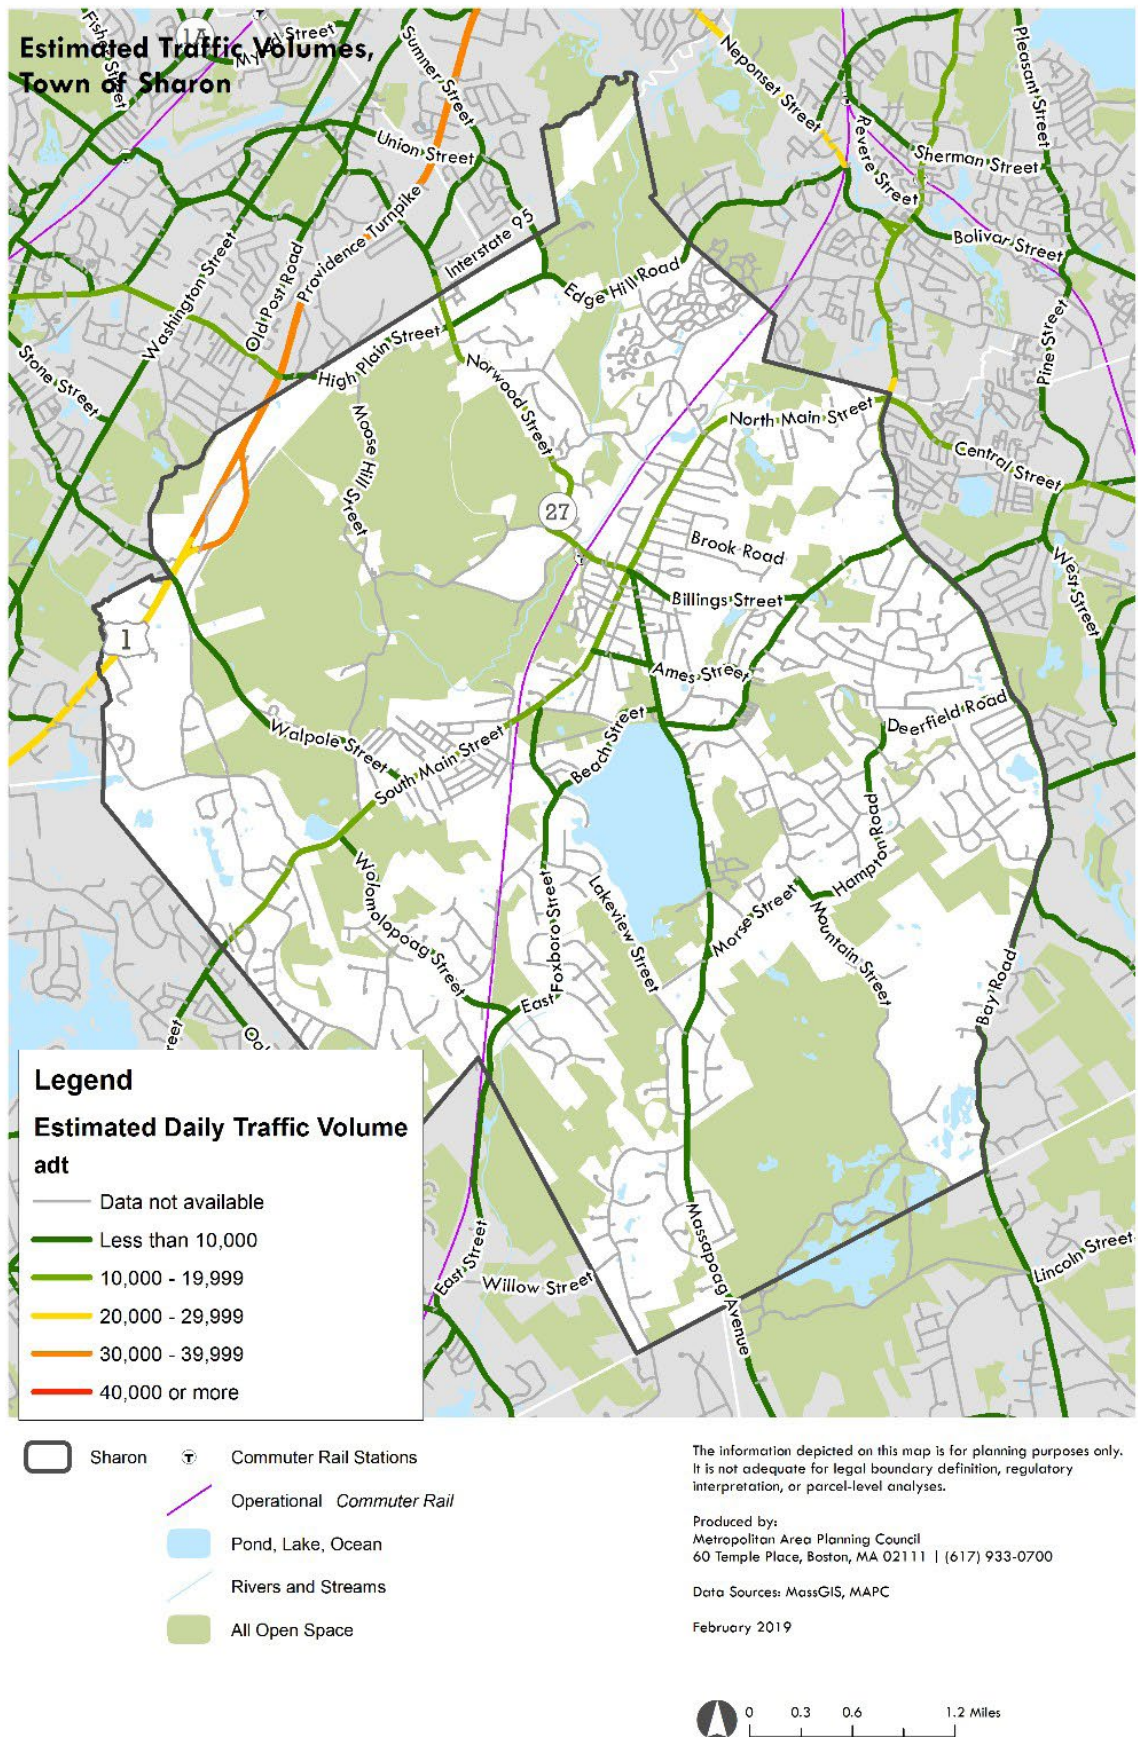 Estimated Traffic Volumes,
Town of Sharon
Fisher Street
1A
Myrtle Street
Sumner Street
Neponset Street
Pleasant Street
Union Street
Revere Street
Sherman Street
Washington Street
Old Post Road
Providence Turnpike
Interstate 95
Edge Hill Road
Bolivar Street
Stone Street
High Plain Street
Norwood Street
Pine Street
Moose Hill Street
North Main Street
Central Street
27
Brook Road
Billings Street
West Street
1
Ames Street
Deerfield Road
Walpole Street
South Main Street
Beach Street
Hampton Road
Wolomolopoag Street
East Foxboro Street
Lakeview Street
Morse Street
Mountain Street
Bay Road
reet
East Street
Willow Street
Massapoag Avenue
Lincoln Street
Legend
Estimated Daily Traffic Volume
adt
Data not available
Less than 10,000
10,000 - 19,999
20,000 - 29,999
30,000 - 39,999
40,000 or more
Sharon
T Commuter Rail Stations
Operational Commuter Rail
Pond, Lake, Ocean
Rivers and Streams
All Open Space
The information depicted on this map is for planning purposes only.
It is not adequate for legal boundary definition, regulatory
interpretation, or parcel-level analyses.
Produced by:
Metropolitan Area Planning Council
60 Temple Place, Boston, MA 02111 | (617) 933-0700
Data Sources: MassGIS, MAPC
February 2019
0 0.3 0.6 1.2 Miles